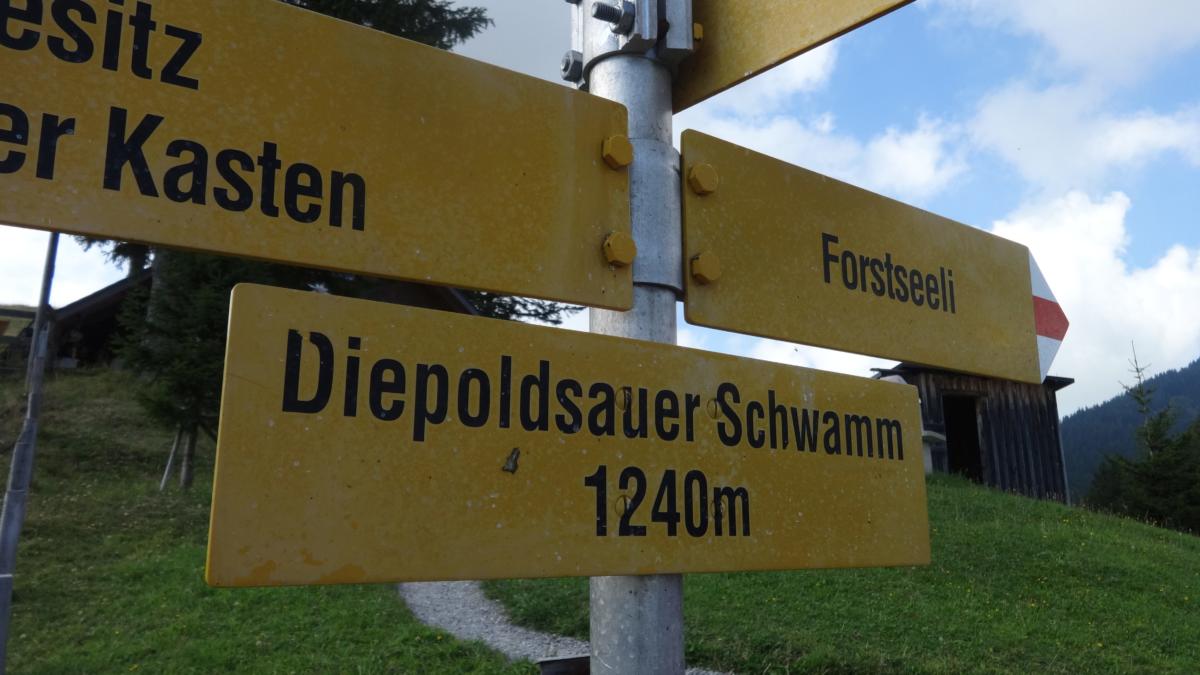 esitz
er Kasten
Forstseeli
Diepoldsauer Schwamm
1240m